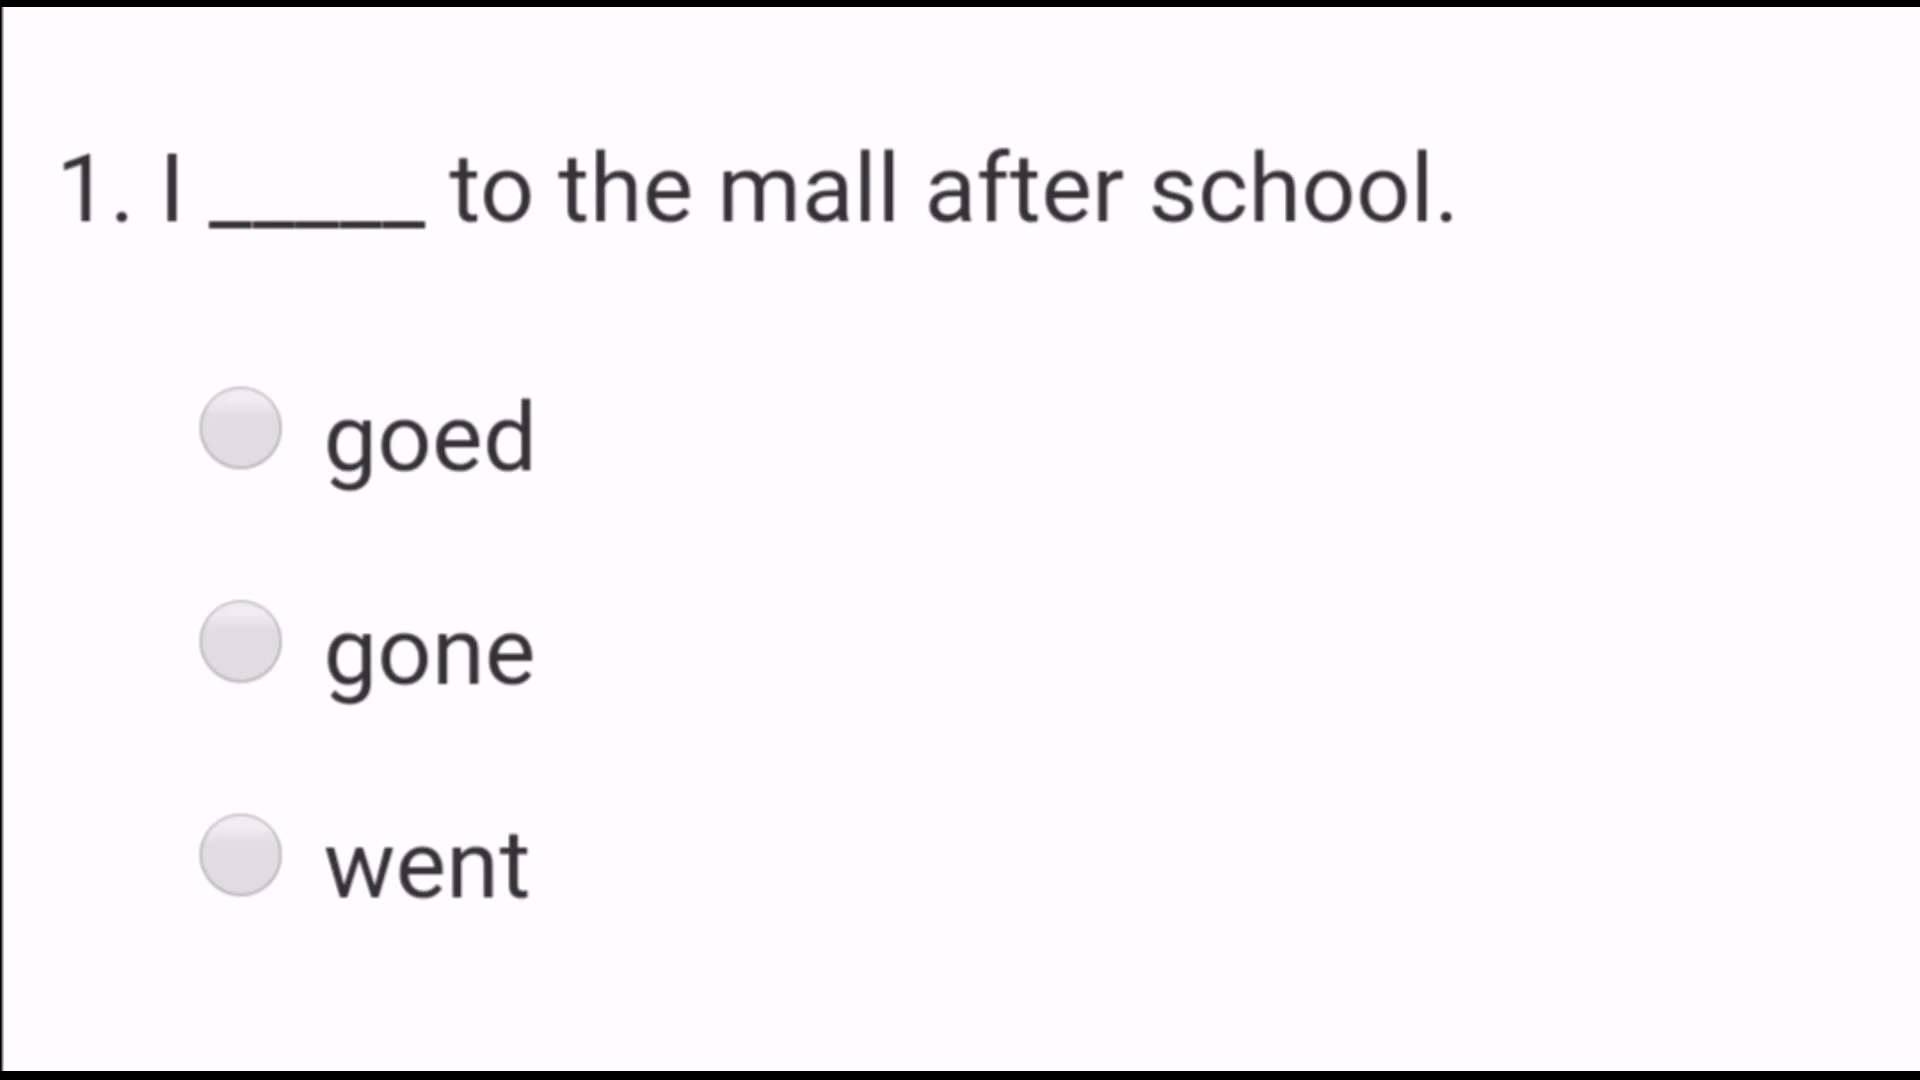 1. I _____ to the mall after school.
goed
gone
went